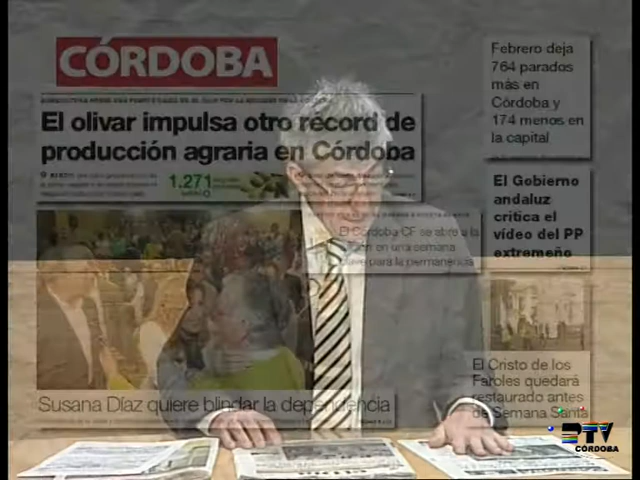 CÓRDOBA
El olivar impulsa otro récord de
producción agraria en Córdoba
1.271
Febrero deja
764 parados
más en
Córdoba y
174 menos en
la capital
El Gobierno
andaluz
critica el
vídeo del PP
extremeño
El Córdoba CF se abre a la
en una semana
clave para la permanencia
El Cristo de los
Faroles quedará
restaurado antes
de Semana Santa
Susana Díaz quiere blindar la dependencia
PTV
CÓRDOBA